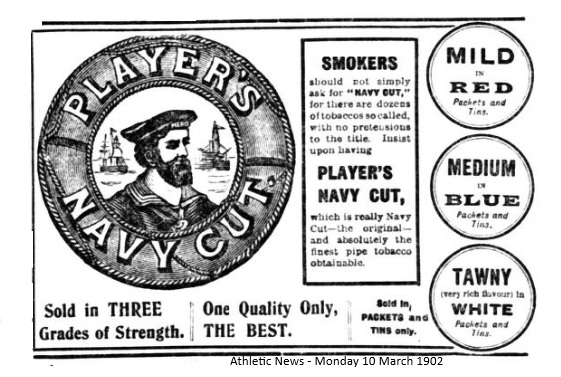 PLAYER'S
NAVY CUT.
HERO
SMOKERS
should not simply
ask for "NAVY CUT,"
for there are dozens
of tobaccos so called,
with no pretensions
to the title. Insist
upon having
PLAYER'S
NAVY CUT,
which is really Navy
Cut—the original—
and absolutely the
finest pipe tobacco
obtainable.
MILD
IN
RED
Packets and
Tins.
MEDIUM
IN
BLUE
Packets and
Tins.
TAWNY
(very rich flavour) in
WHITE
Packets and
Tins.
Sold in THREE
Grades of Strength.
One Quality Only,
THE BEST.
Sold in,
PACKETS and
TINS only.
Athletic News - Monday 10 March 1902